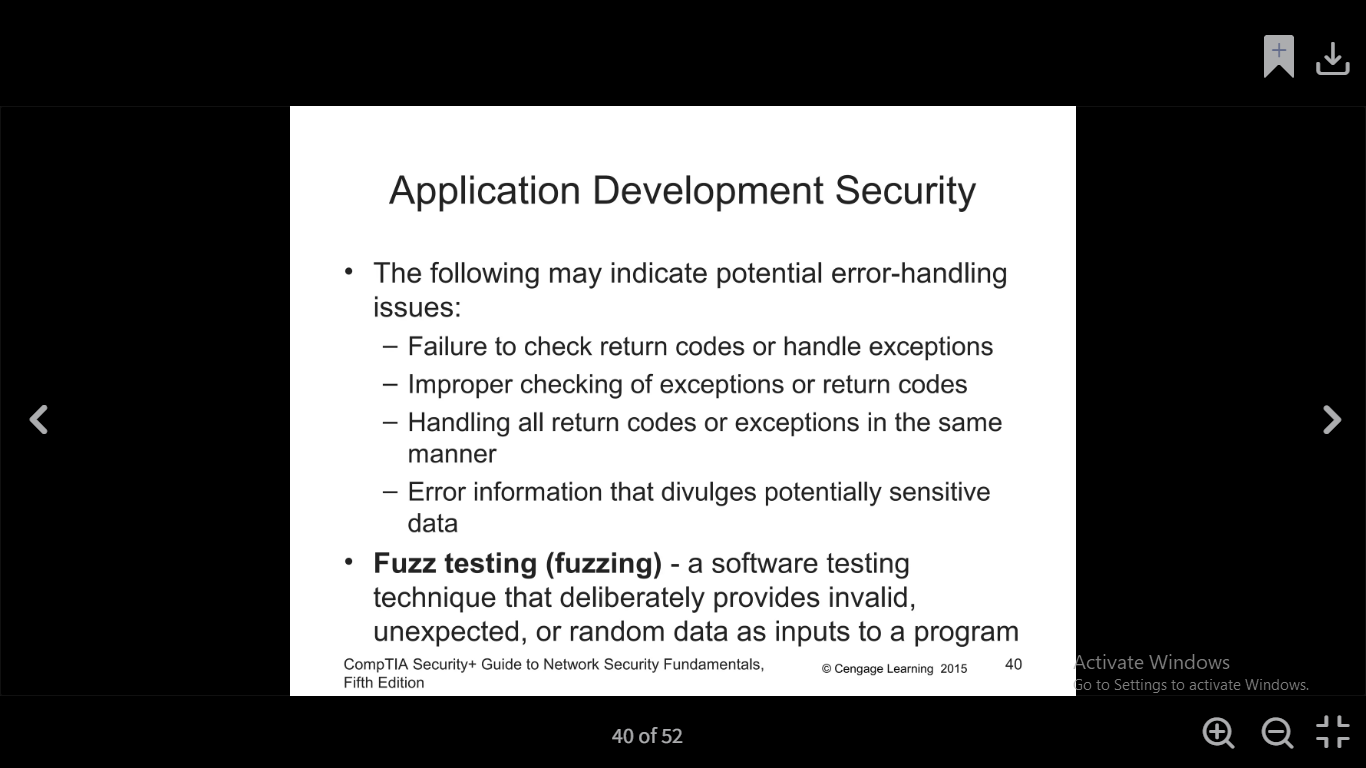 Application Development Security
• The following may indicate potential error-handling
issues:
– Failure to check return codes or handle exceptions
– Improper checking of exceptions or return codes
– Handling all return codes or exceptions in the same
manner
– Error information that divulges potentially sensitive
data
• Fuzz testing (fuzzing) - a software testing
technique that deliberately provides invalid,
unexpected, or random data as inputs to a program
CompTIA Security+ Guide to Network Security Fundamentals,
Fifth Edition
© Cengage Learning 2015
40
Activate Windows
Go to Settings to activate Windows.
40 of 52